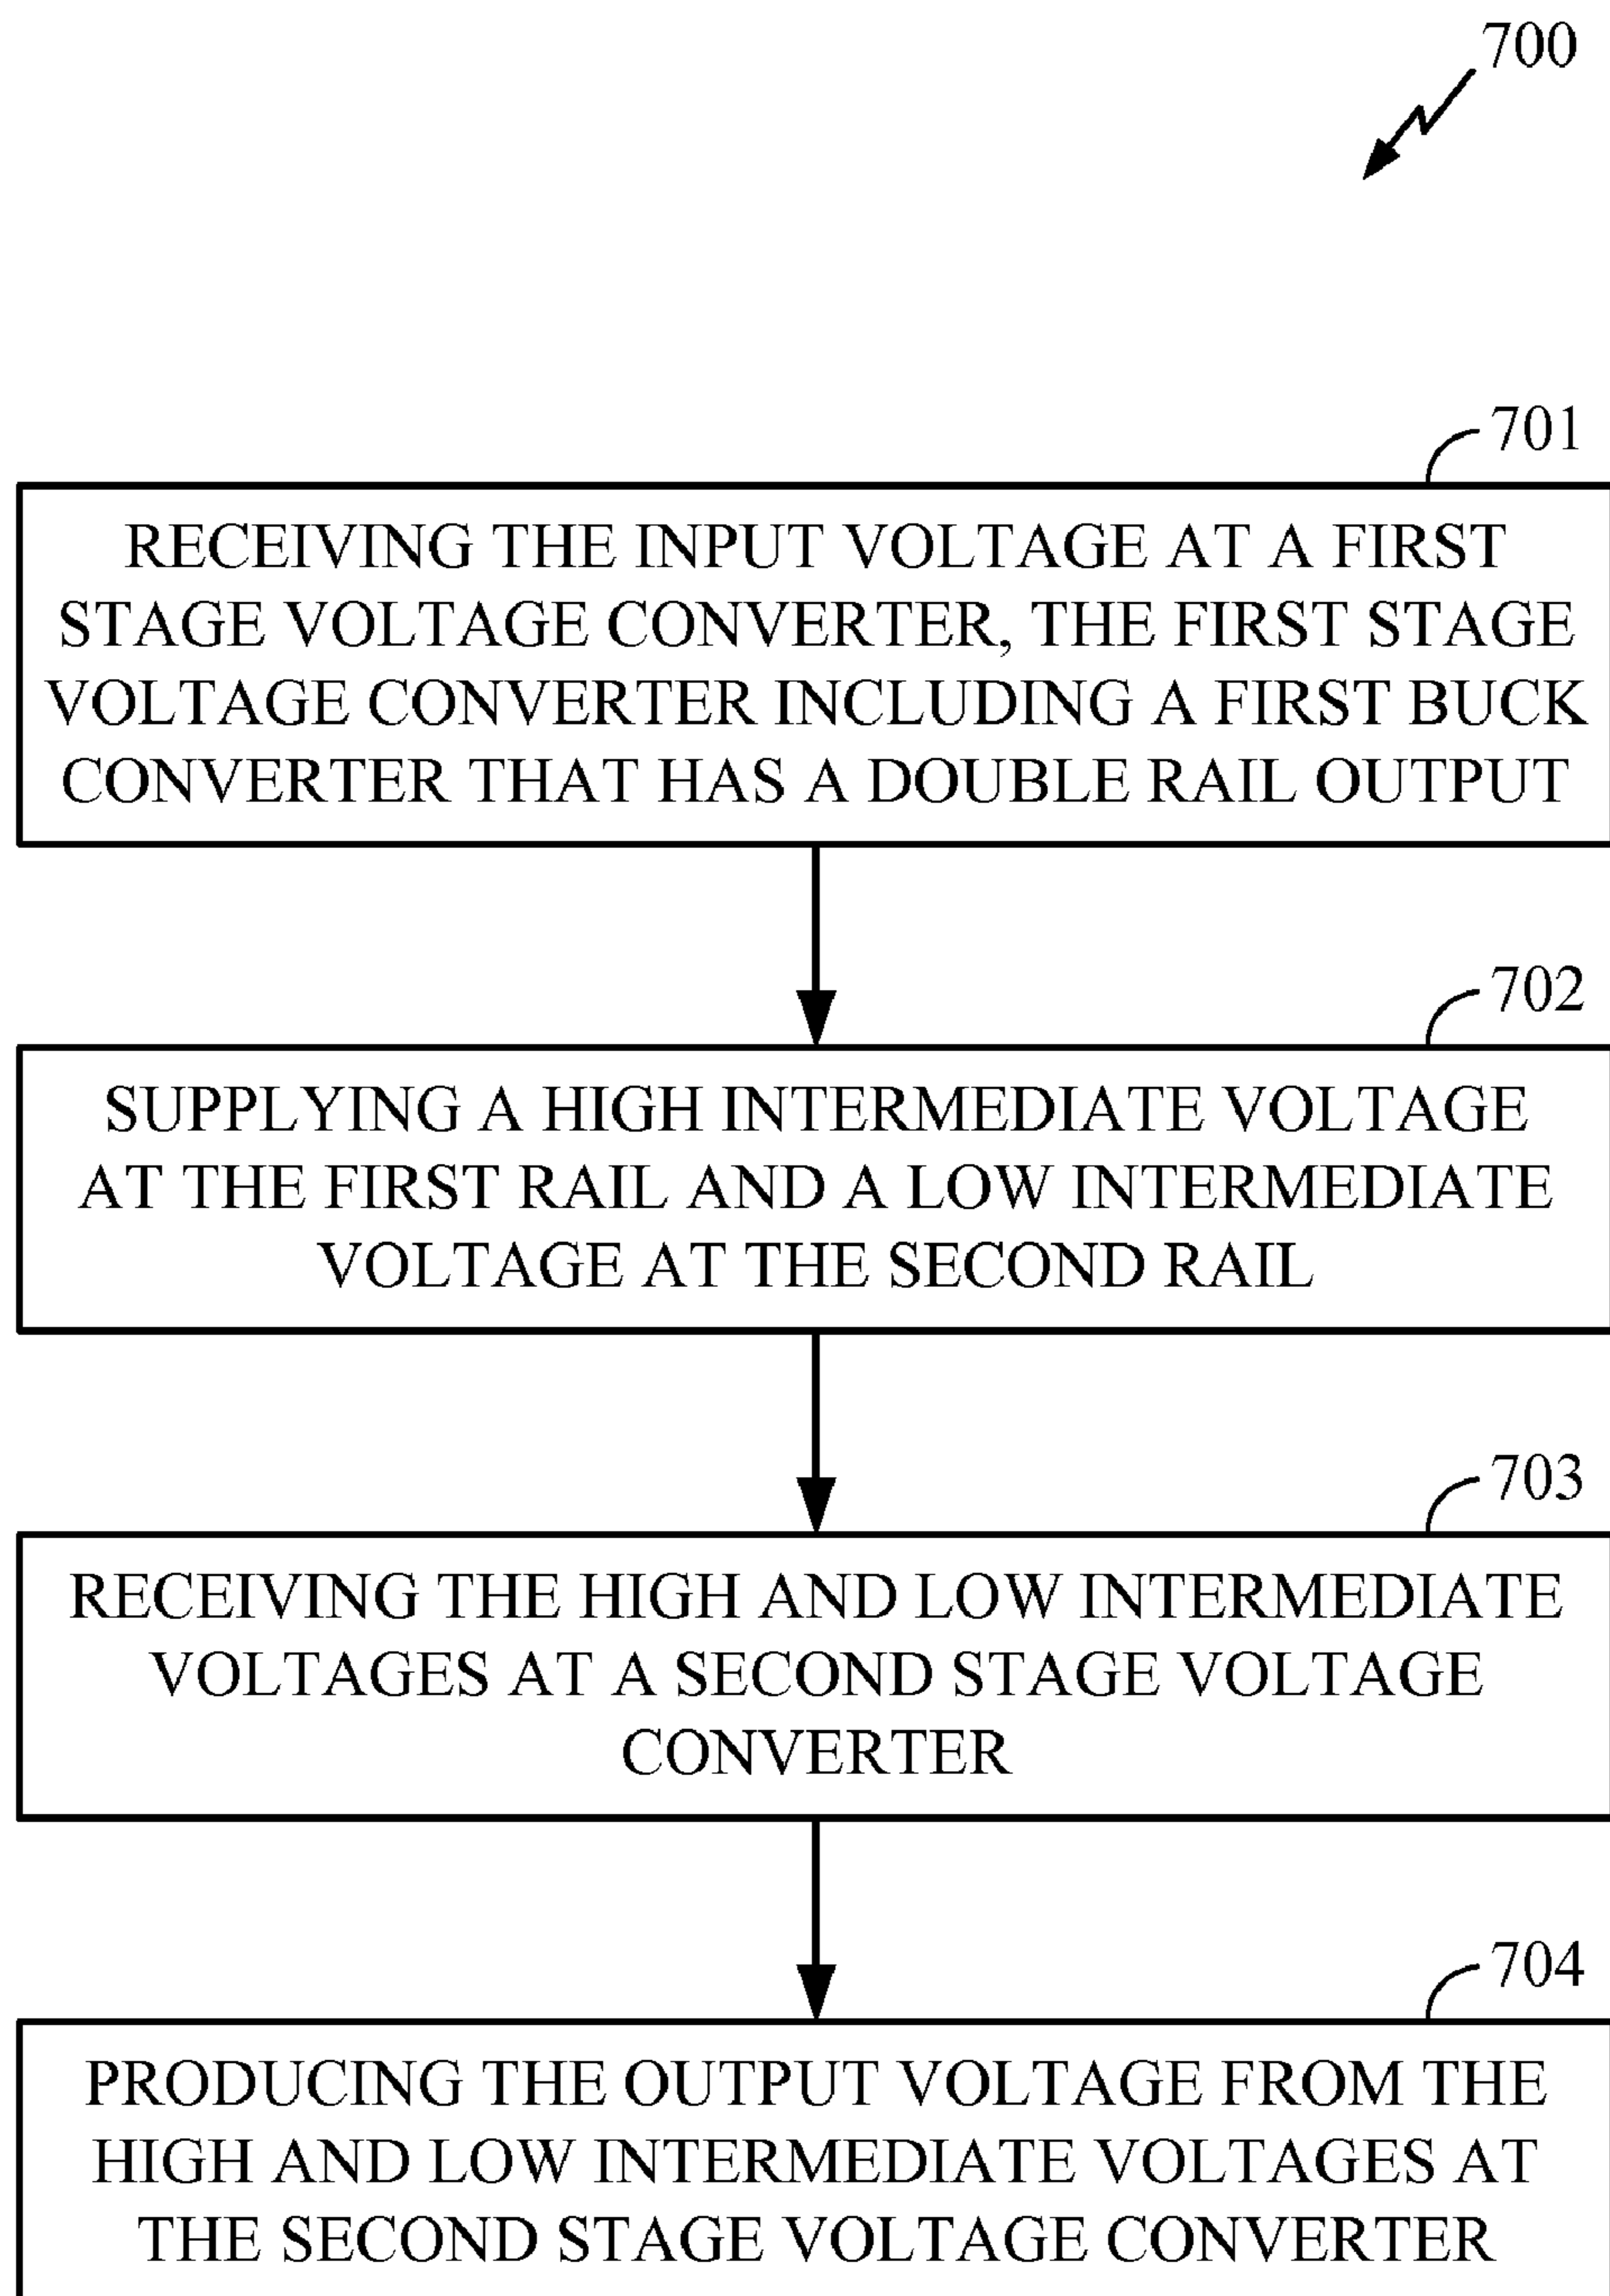 700
701
RECEIVING THE INPUT VOLTAGE AT A FIRST
STAGE VOLTAGE CONVERTER, THE FIRST STAGE
VOLTAGE CONVERTER INCLUDING A FIRST BUCK
CONVERTER THAT HAS A DOUBLE RAIL OUTPUT
702
SUPPLYING A HIGH INTERMEDIATE VOLTAGE
AT THE FIRST RAIL AND A LOW INTERMEDIATE
VOLTAGE AT THE SECOND RAIL
703
RECEIVING THE HIGH AND LOW INTERMEDIATE
VOLTAGES AT A SECOND STAGE VOLTAGE
CONVERTER
704
PRODUCING THE OUTPUT VOLTAGE FROM THE
HIGH AND LOW INTERMEDIATE VOLTAGES AT
THE SECOND STAGE VOLTAGE CONVERTER